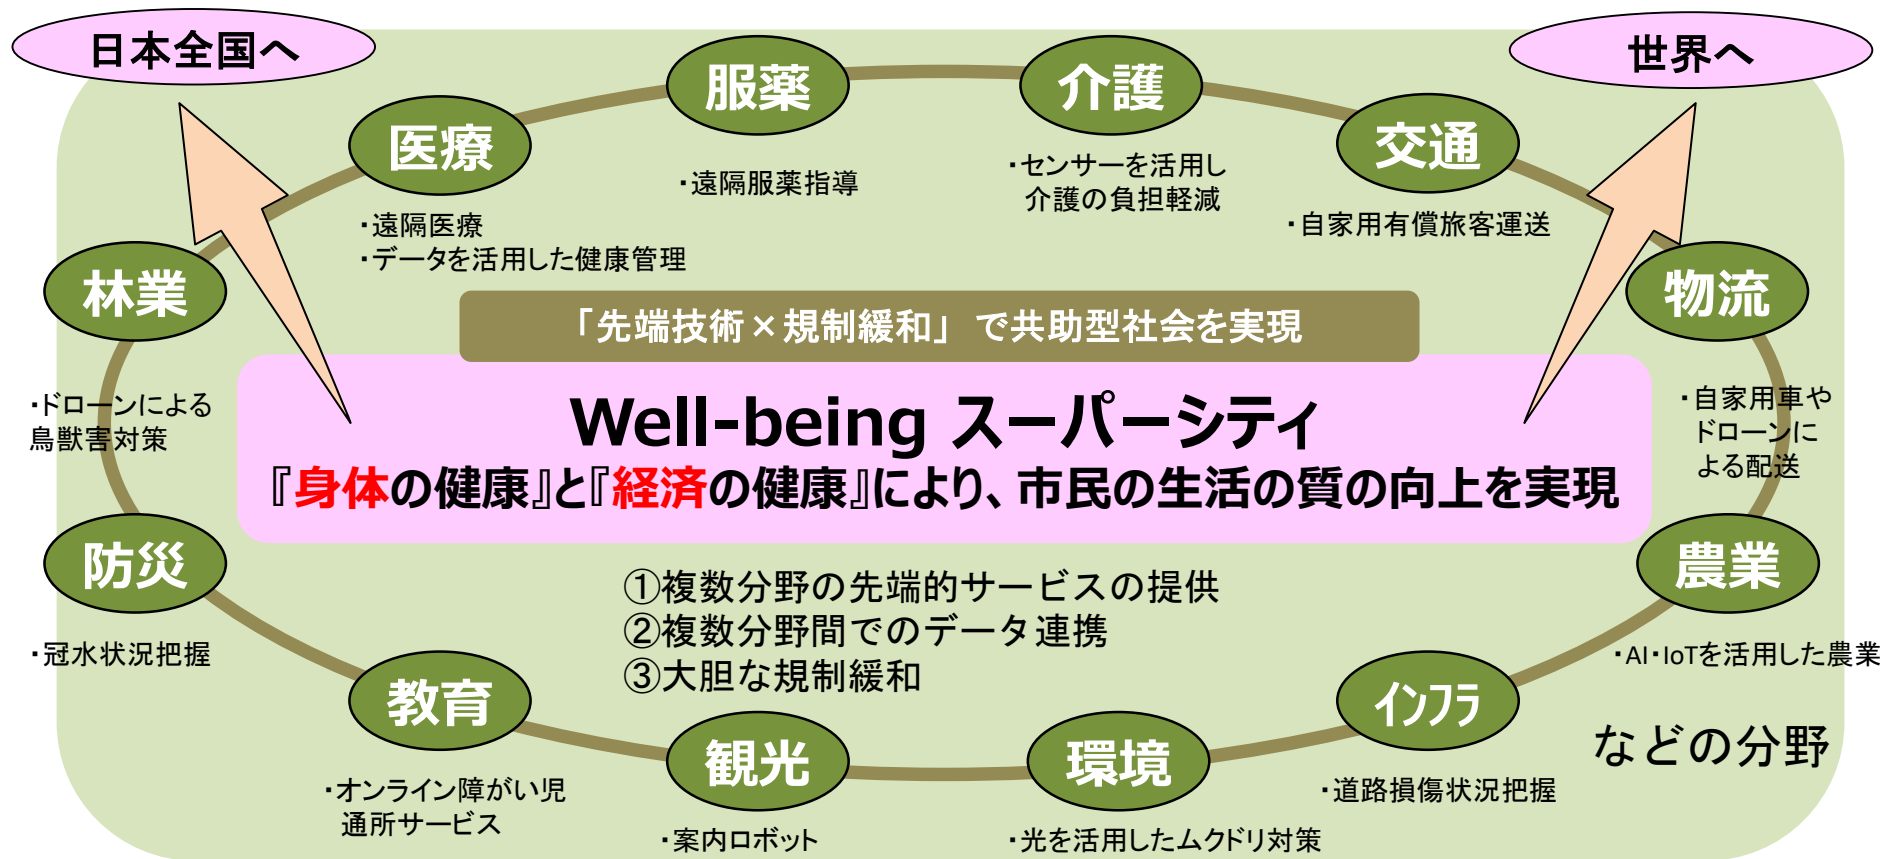 日本全国へ
世界へ
服薬
介護
医療
交通
・遠隔服薬指導
・センサーを活用し
介護の負担軽減
・遠隔医療
・データを活用した健康管理
・自家用有償旅客運送
林業
物流
「先端技術×規制緩和」で共助型社会を実現
・ドローンによる
鳥獣害対策
・自家用車や
ドローンに
よる配送
Well-being スーパーシティ
『身体の健康』と『経済の健康』により、市民の生活の質の向上を実現
防災
農業
①複数分野の先端的サービスの提供
②複数分野間でのデータ連携
③大胆な規制緩和
・冠水状況把握
・AI・IoTを活用した農業
教育
インフラ
などの分野
観光
環境
・オンライン障がい児
通所サービス
・道路損傷状況把握
・案内ロボット
・光を活用したムクドリ対策